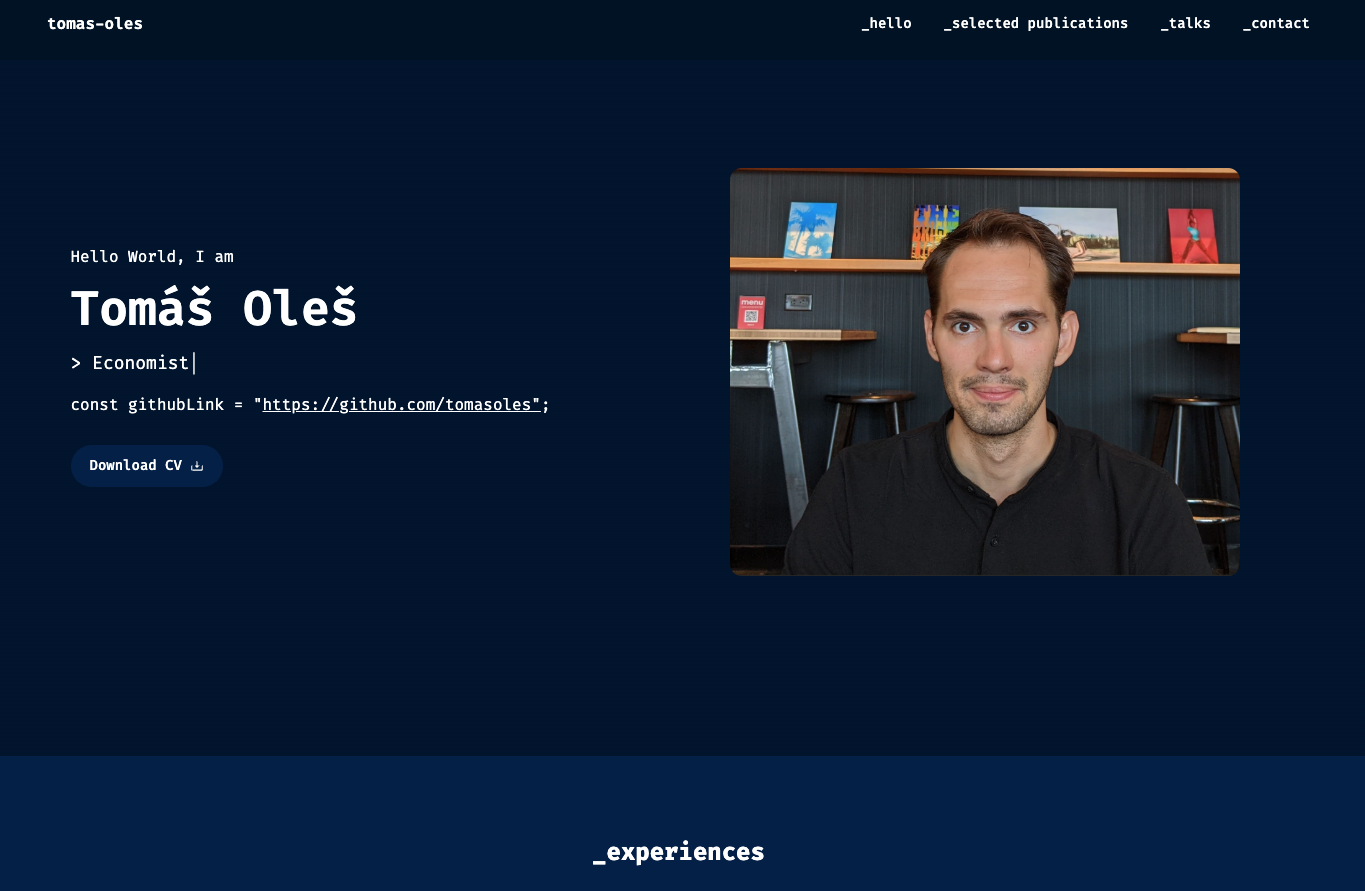 tomas-oles
_hello _selected publications _talks _contact
Hello World, I am
Tomáš Oleš
> Economist|
const githubLink = "https://github.com/tomasoles";
Download CV
menu
_experiences